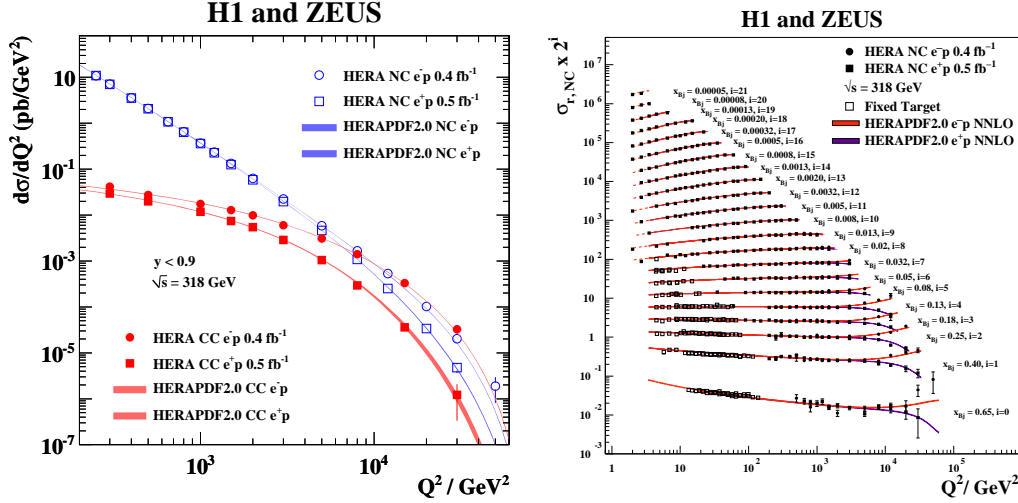 H1 and ZEUS
dσ/dQ² (pb/GeV²)
10
10⁻¹
10⁻³
10⁻⁵
10⁻⁷
HERA NC e⁻p 0.4 fb⁻¹
HERA NC e⁺p 0.5 fb⁻¹
HERAPDF2.0 NC e⁻p
HERAPDF2.0 NC e⁺p
y < 0.9
√s = 318 GeV
HERA CC e⁻p 0.4 fb⁻¹
HERA CC e⁺p 0.5 fb⁻¹
HERAPDF2.0 CC e⁻p
HERAPDF2.0 CC e⁺p
10³
10⁴
Q² / GeV²
H1 and ZEUS
σr, NC x 2ⁱ
10⁷
10⁶
10⁵
10⁴
10³
10²
10
1
10⁻¹
10⁻²
10⁻³
HERA NC e⁻p 0.4 fb⁻¹
HERA NC e⁺p 0.5 fb⁻¹
√s = 318 GeV
Fixed Target
HERAPDF2.0 e⁻p NNLO
HERAPDF2.0 e⁺p NNLO
xBj = 0.00005, i=21
xBj = 0.00008, i=20
xBj = 0.00013, i=19
xBj = 0.00020, i=18
xBj = 0.00032, i=17
xBj = 0.0005, i=16
xBj = 0.0008, i=15
xBj = 0.0013, i=14
xBj = 0.0020, i=13
xBj = 0.0032, i=12
xBj = 0.005, i=11
xBj = 0.008, i=10
xBj = 0.013, i=9
xBj = 0.02, i=8
xBj = 0.032, i=7
xBj = 0.05, i=6
xBj = 0.08, i=5
xBj = 0.13, i=4
xBj = 0.18, i=3
xBj = 0.25, i=2
xBj = 0.40, i=1
xBj = 0.65, i=0
1
10
10²
10³
10⁴
10⁵
Q²/ GeV²